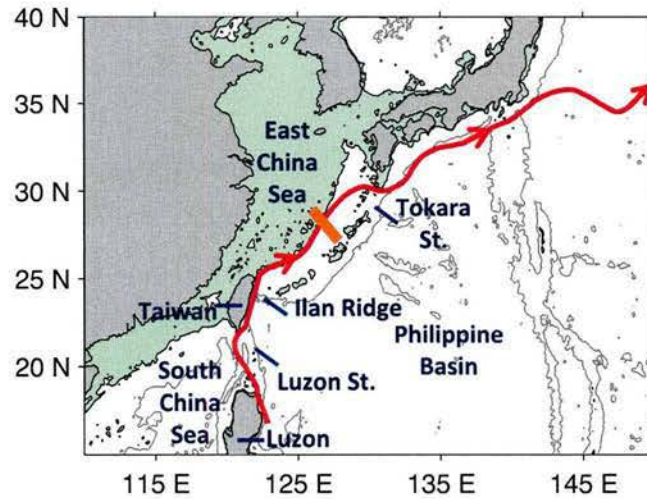 40 N
35 N
30 N
25 N
20 N
East
China
Sea
Tokara
St.
Taiwan
Ilan Ridge
Philippine
Basin
South
China
Sea
Luzon St.
Luzon
115 E
125 E
135 E
145 E